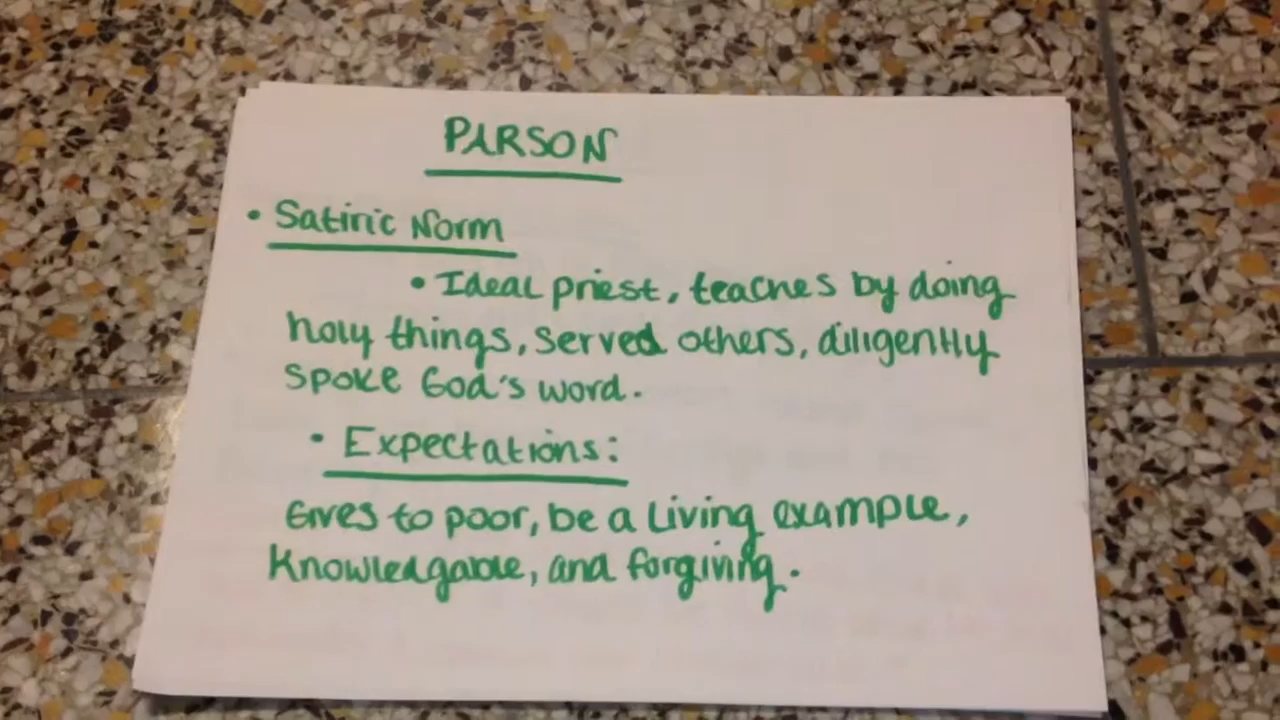 PARSON
• Satiric Norm
• Ideal priest, teaches by doing
holy things, served others, diligently
spoke God's word.
• Expectations:
Gives to poor, be a living example,
Knowledgable, and forgiving.